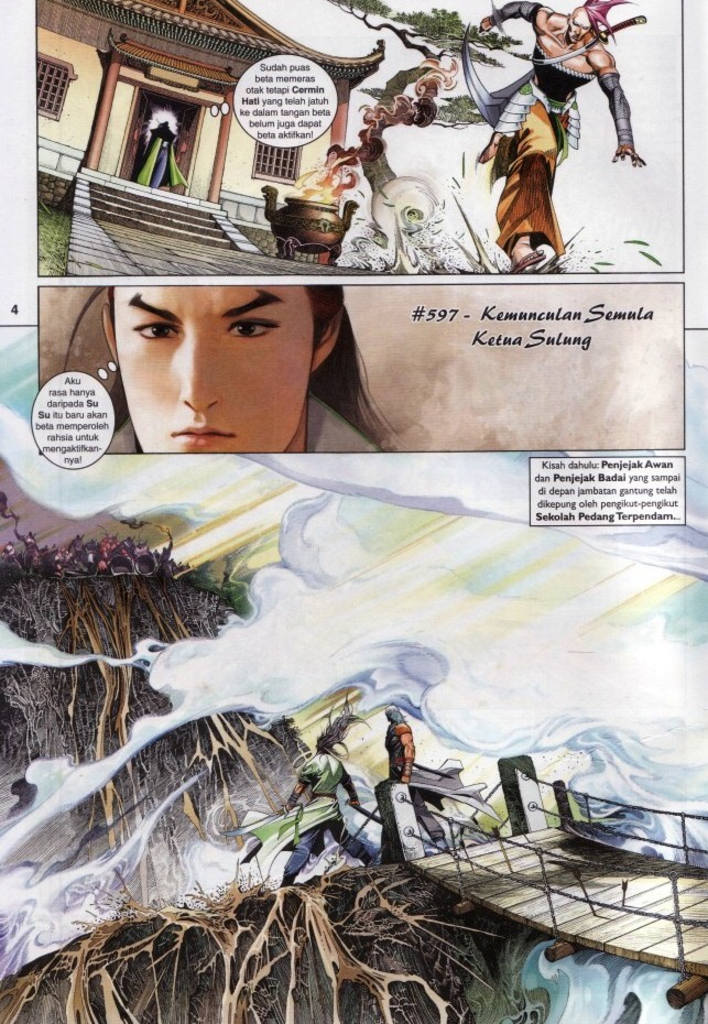 Sudah puas
beta memeras
otak tetapi Cermin
Hati yang telah jatuh
ke dalam tangan beta
belum juga dapat
beta aktifkan!
4
#597 - Kemunculan Semula
Ketua Sulung
Aku
rasa hanya
daripada Su
Su itu baru akan
beta memperoleh
rahsia untuk
mengaktifkan-
nya!
Kisah dahulu: Penjejak Awan
dan Penjejak Badai yang sampai
di depan jambatan gantung telah
dikepung oleh pengikut-pengikut
Sekolah Pedang Terpendam...